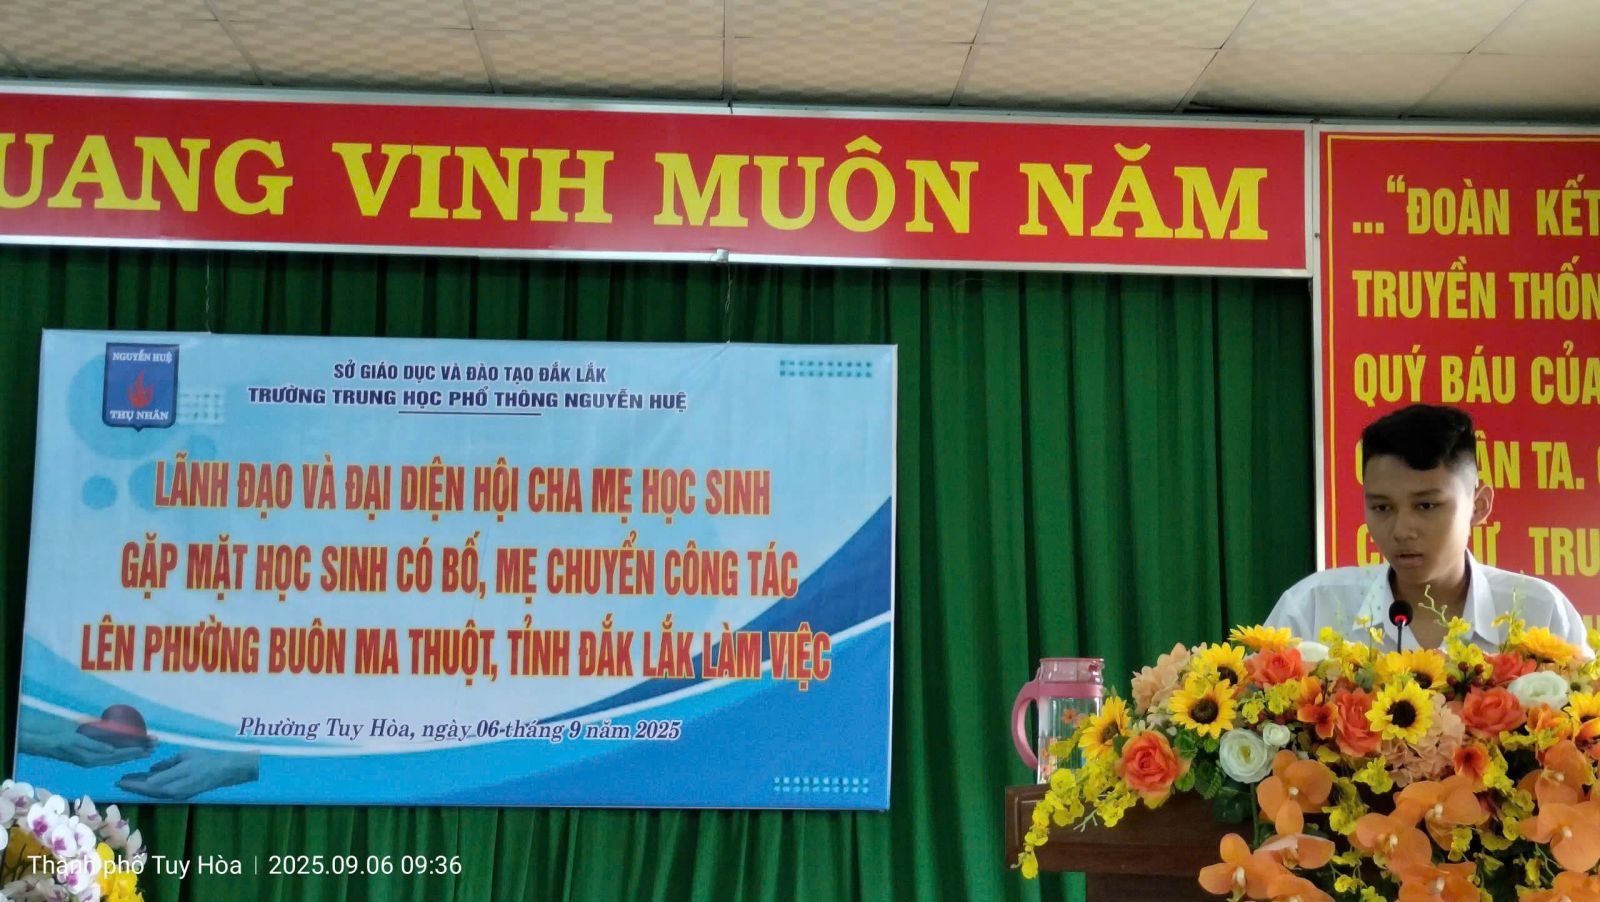 UANG VINH MUÔN NĂM
..."ĐOÀN KẾT
TRUYỀN THỐN
QUÝ BÁU CỦA
ÂN TA.
TRU
NGUYỄN HUỆ
THỤ NHÂN
SỞ GIÁO DỤC VÀ ĐÀO TẠO ĐẮK LẮK
TRƯỜNG TRUNG HỌC PHỔ THÔNG NGUYỄN HUỆ
LÃNH ĐẠO VÀ ĐẠI DIỆN HỘI CHA MẸ HỌC SINH
GẶP MẶT HỌC SINH CÓ BỐ, MẸ CHUYỂN CÔNG TÁC
LÊN PHƯỜNG BUÔN MA THUỘT, TỈNH ĐẮK LẮK LÀM VIỆC
Phường Tuy Hòa, ngày 06 tháng 9 năm 2025
Thành phố Tuy Hòa | 2025.09.06 09:36